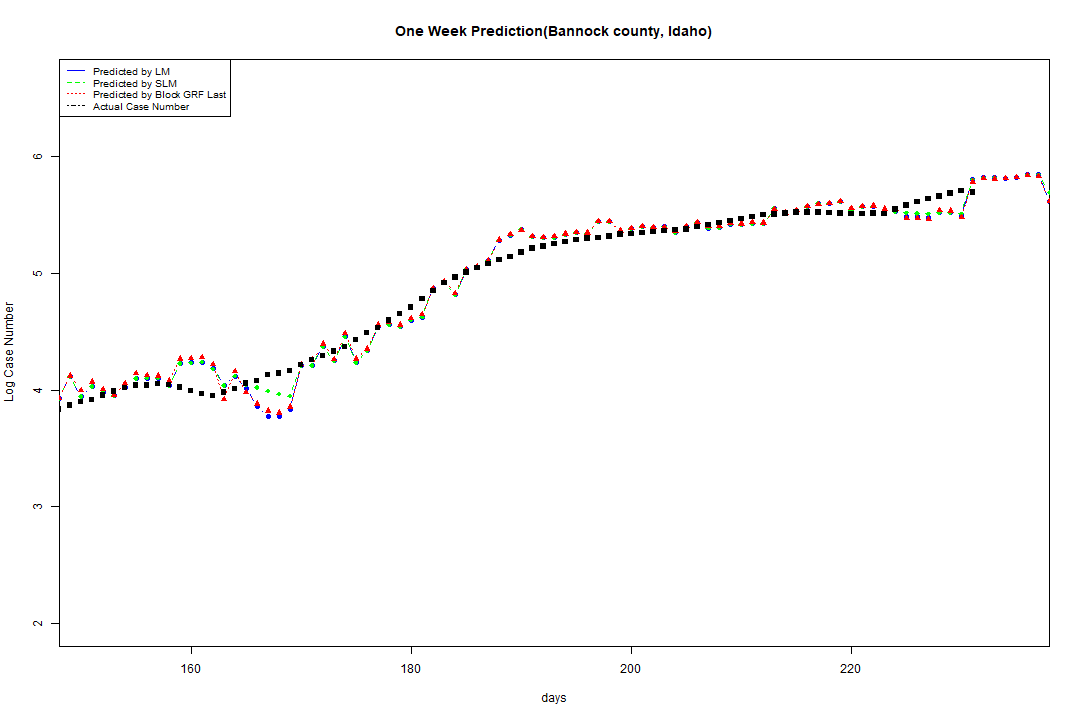 One Week Prediction(Bannock county, Idaho)
Predicted by LM
Predicted by SLM
Predicted by Block GRF Last
Actual Case Number
6
5
4
3
2
Log Case Number
160 180 200 220
days